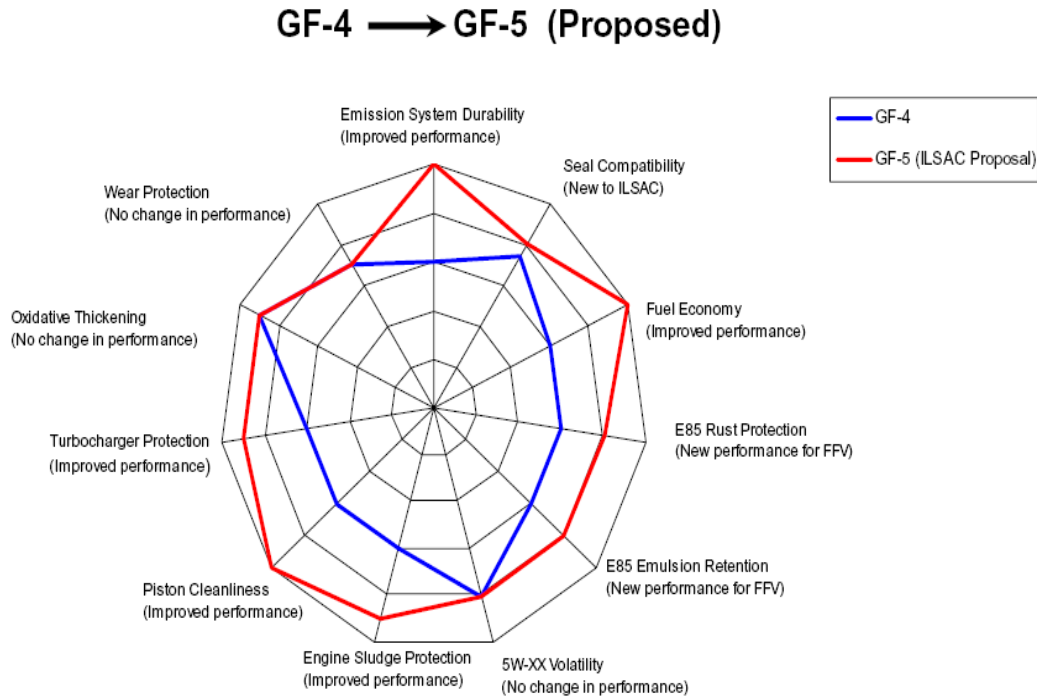 GF-4 → GF-5 (Proposed)
Emission System Durability
(Improved performance)
GF-4
GF-5 (ILSAC Proposal)
Seal Compatibility
(New to ILSAC)
Wear Protection
(No change in performance)
Fuel Economy
(Improved performance)
Oxidative Thickening
(No change in performance)
E85 Rust Protection
(New performance for FFV)
Turbocharger Protection
(Improved performance)
E85 Emulsion Retention
(New performance for FFV)
Piston Cleanliness
(Improved performance)
Engine Sludge Protection
(Improved performance)
5W-XX Volatility
(No change in performance)